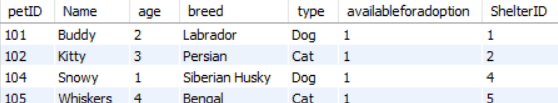 petID Name age breed type availableforadoption ShelterID
101 Buddy 2 Labrador Dog 1 1
102 Kitty 3 Persian Cat 1 2
104 Snowy 1 Siberian Husky Dog 1 4
105 Whiskers 4 Bengal Cat 1 5